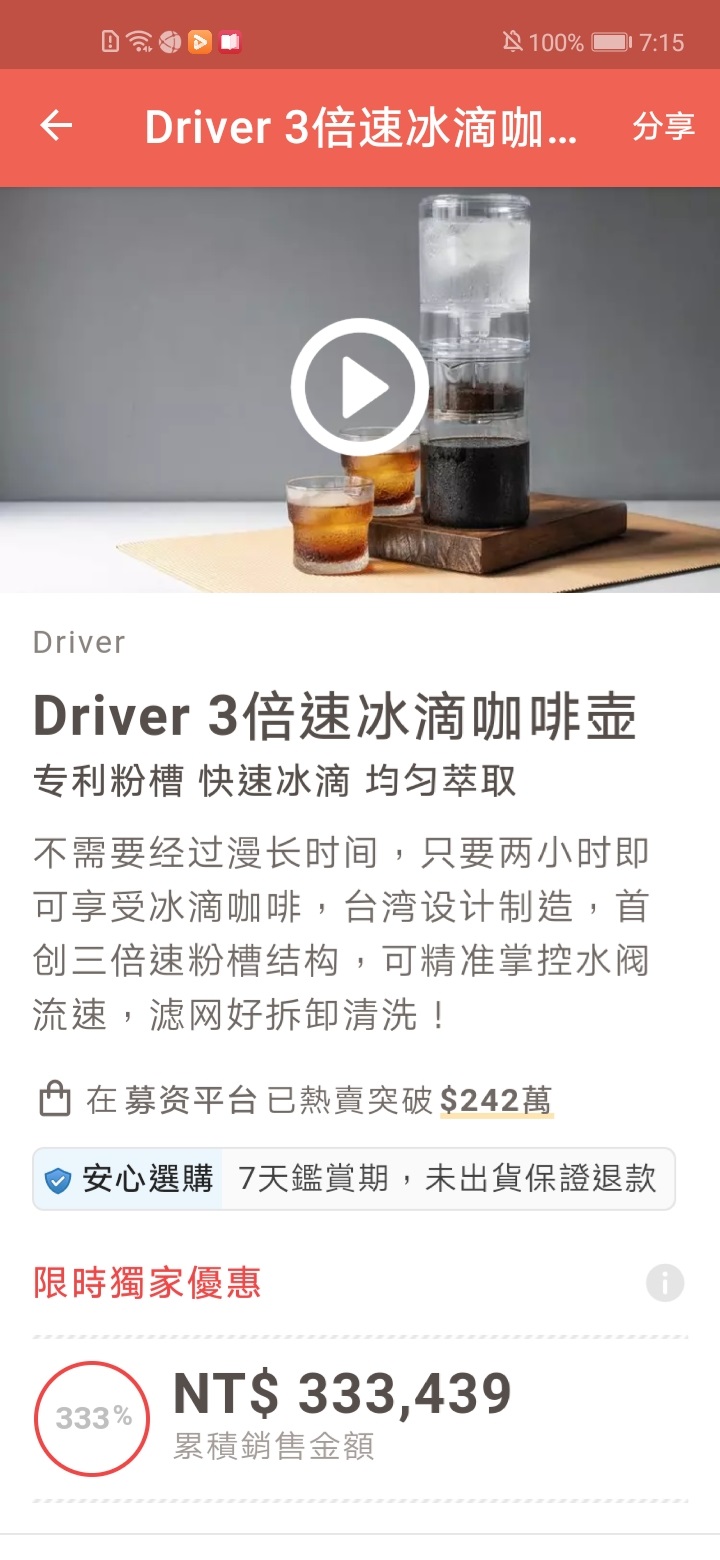 100% 7:15
Driver 3倍速冰滴咖... 分享
Driver
Driver 3倍速冰滴咖啡壶
专利粉槽 快速冰滴 均匀萃取
不需要经过漫长时间，只要两小时即
可享受冰滴咖啡，台湾设计制造，首
创三倍速粉槽结构，可精准掌控水阀
流速，滤网好拆卸清洗！
在 募资平台 已熱賣突破 $242萬
安心選購 7天鑑賞期，未出貨保證退款
限時獨家優惠
333%
NT$ 333,439
累積銷售金額